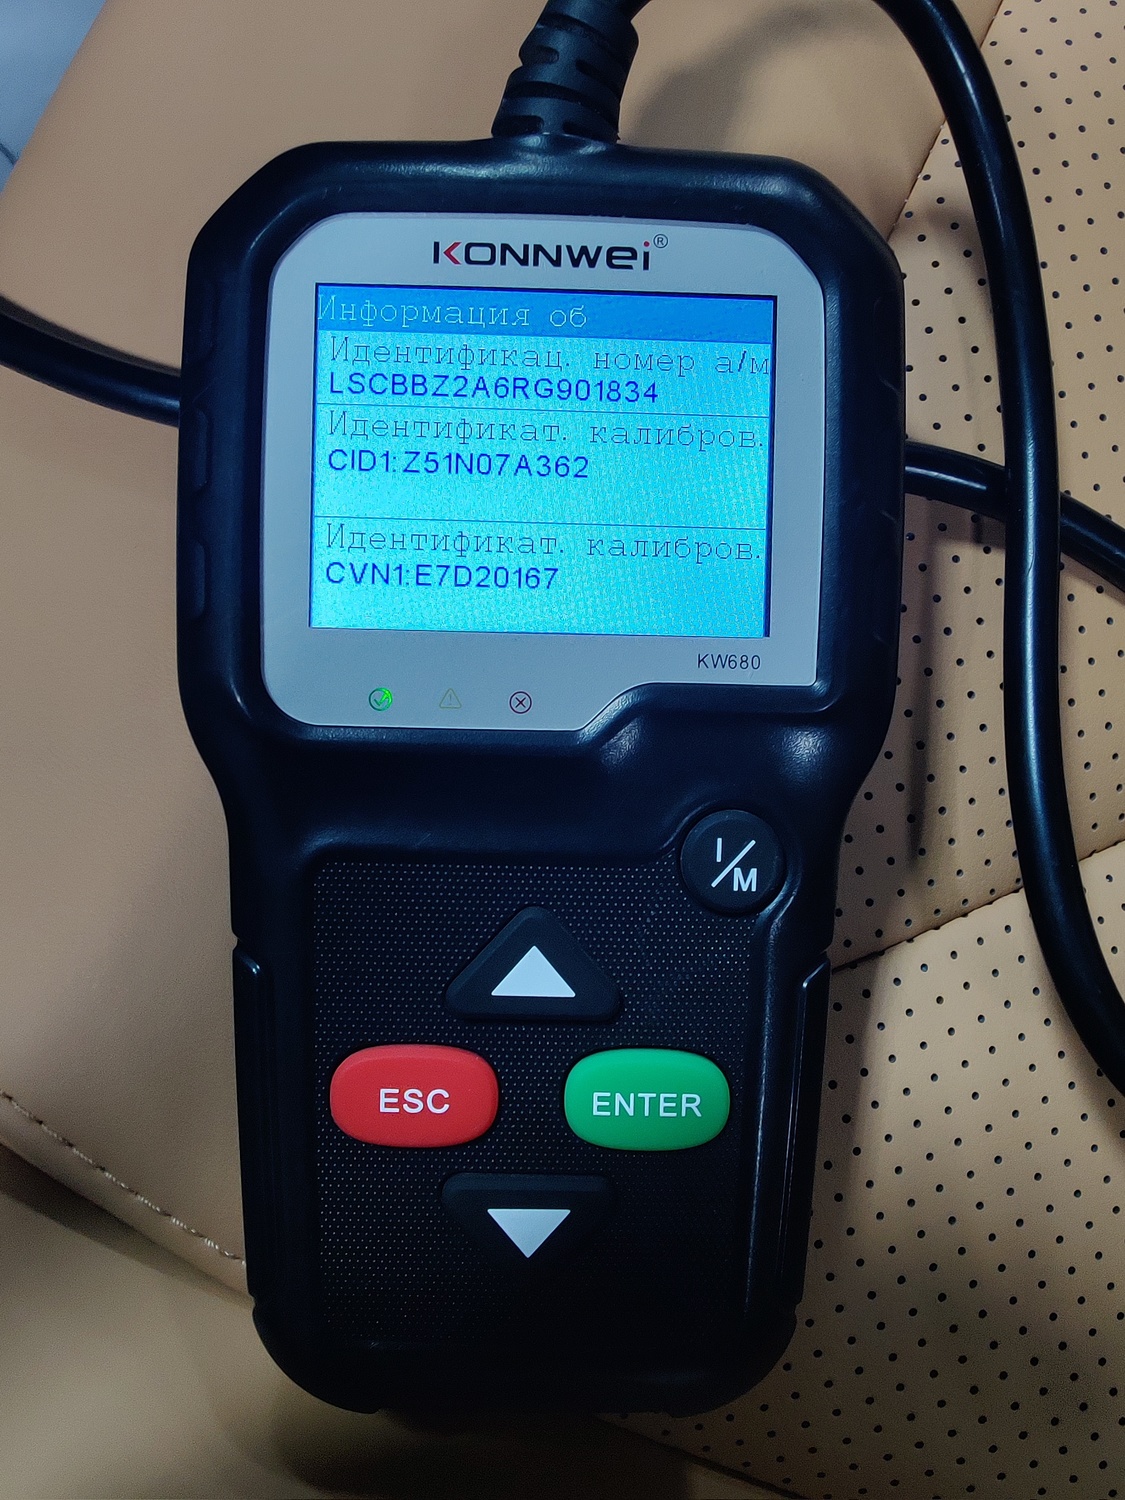 KONNWEI®
Информация об
Идентификац. номер а/м
LSCBBZ2A6RG901834
Идентификат. калибров.
CID1:Z51N07A362
Идентификат. калибров.
CVN1:E7D20167
KW680
I/M
ESC
ENTER